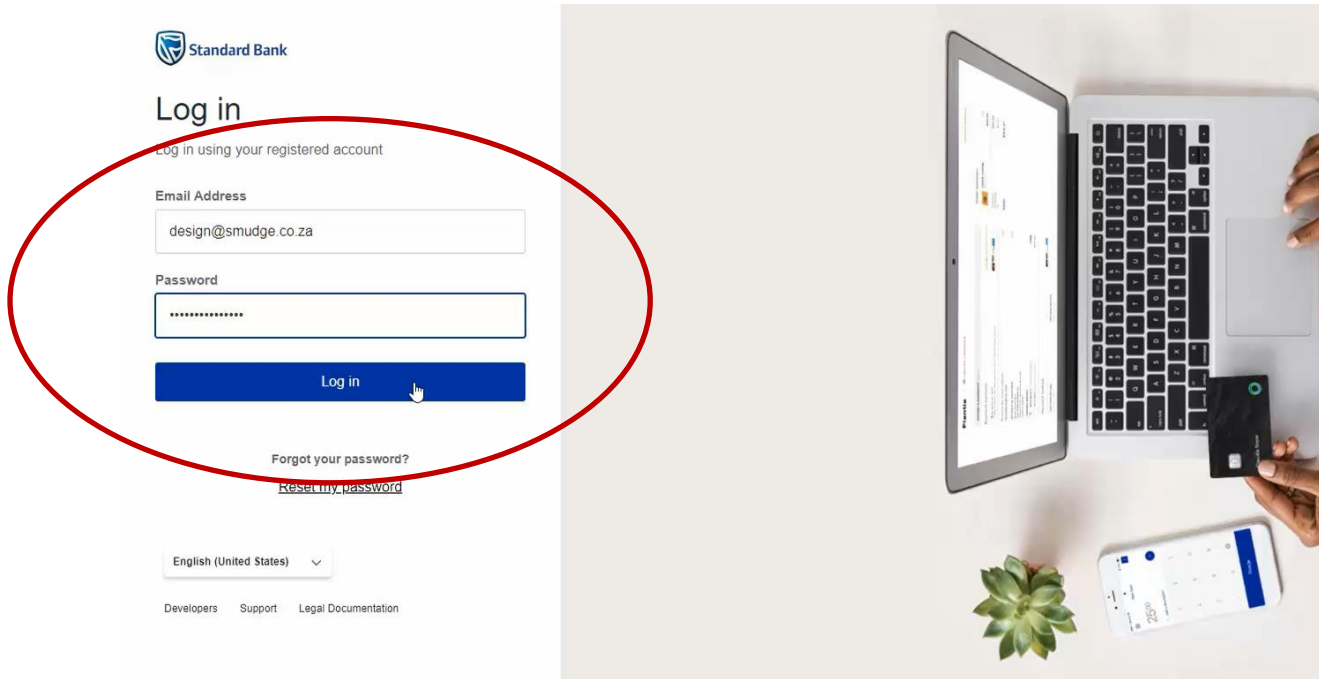 Standard Bank
Log in
Log in using your registered account
Email Address
design@smudge.co.za
Password
•••••••••••••••
Log in
Forgot your password?
Reset my password
English (United States)
Developers Support Legal Documentation
2500